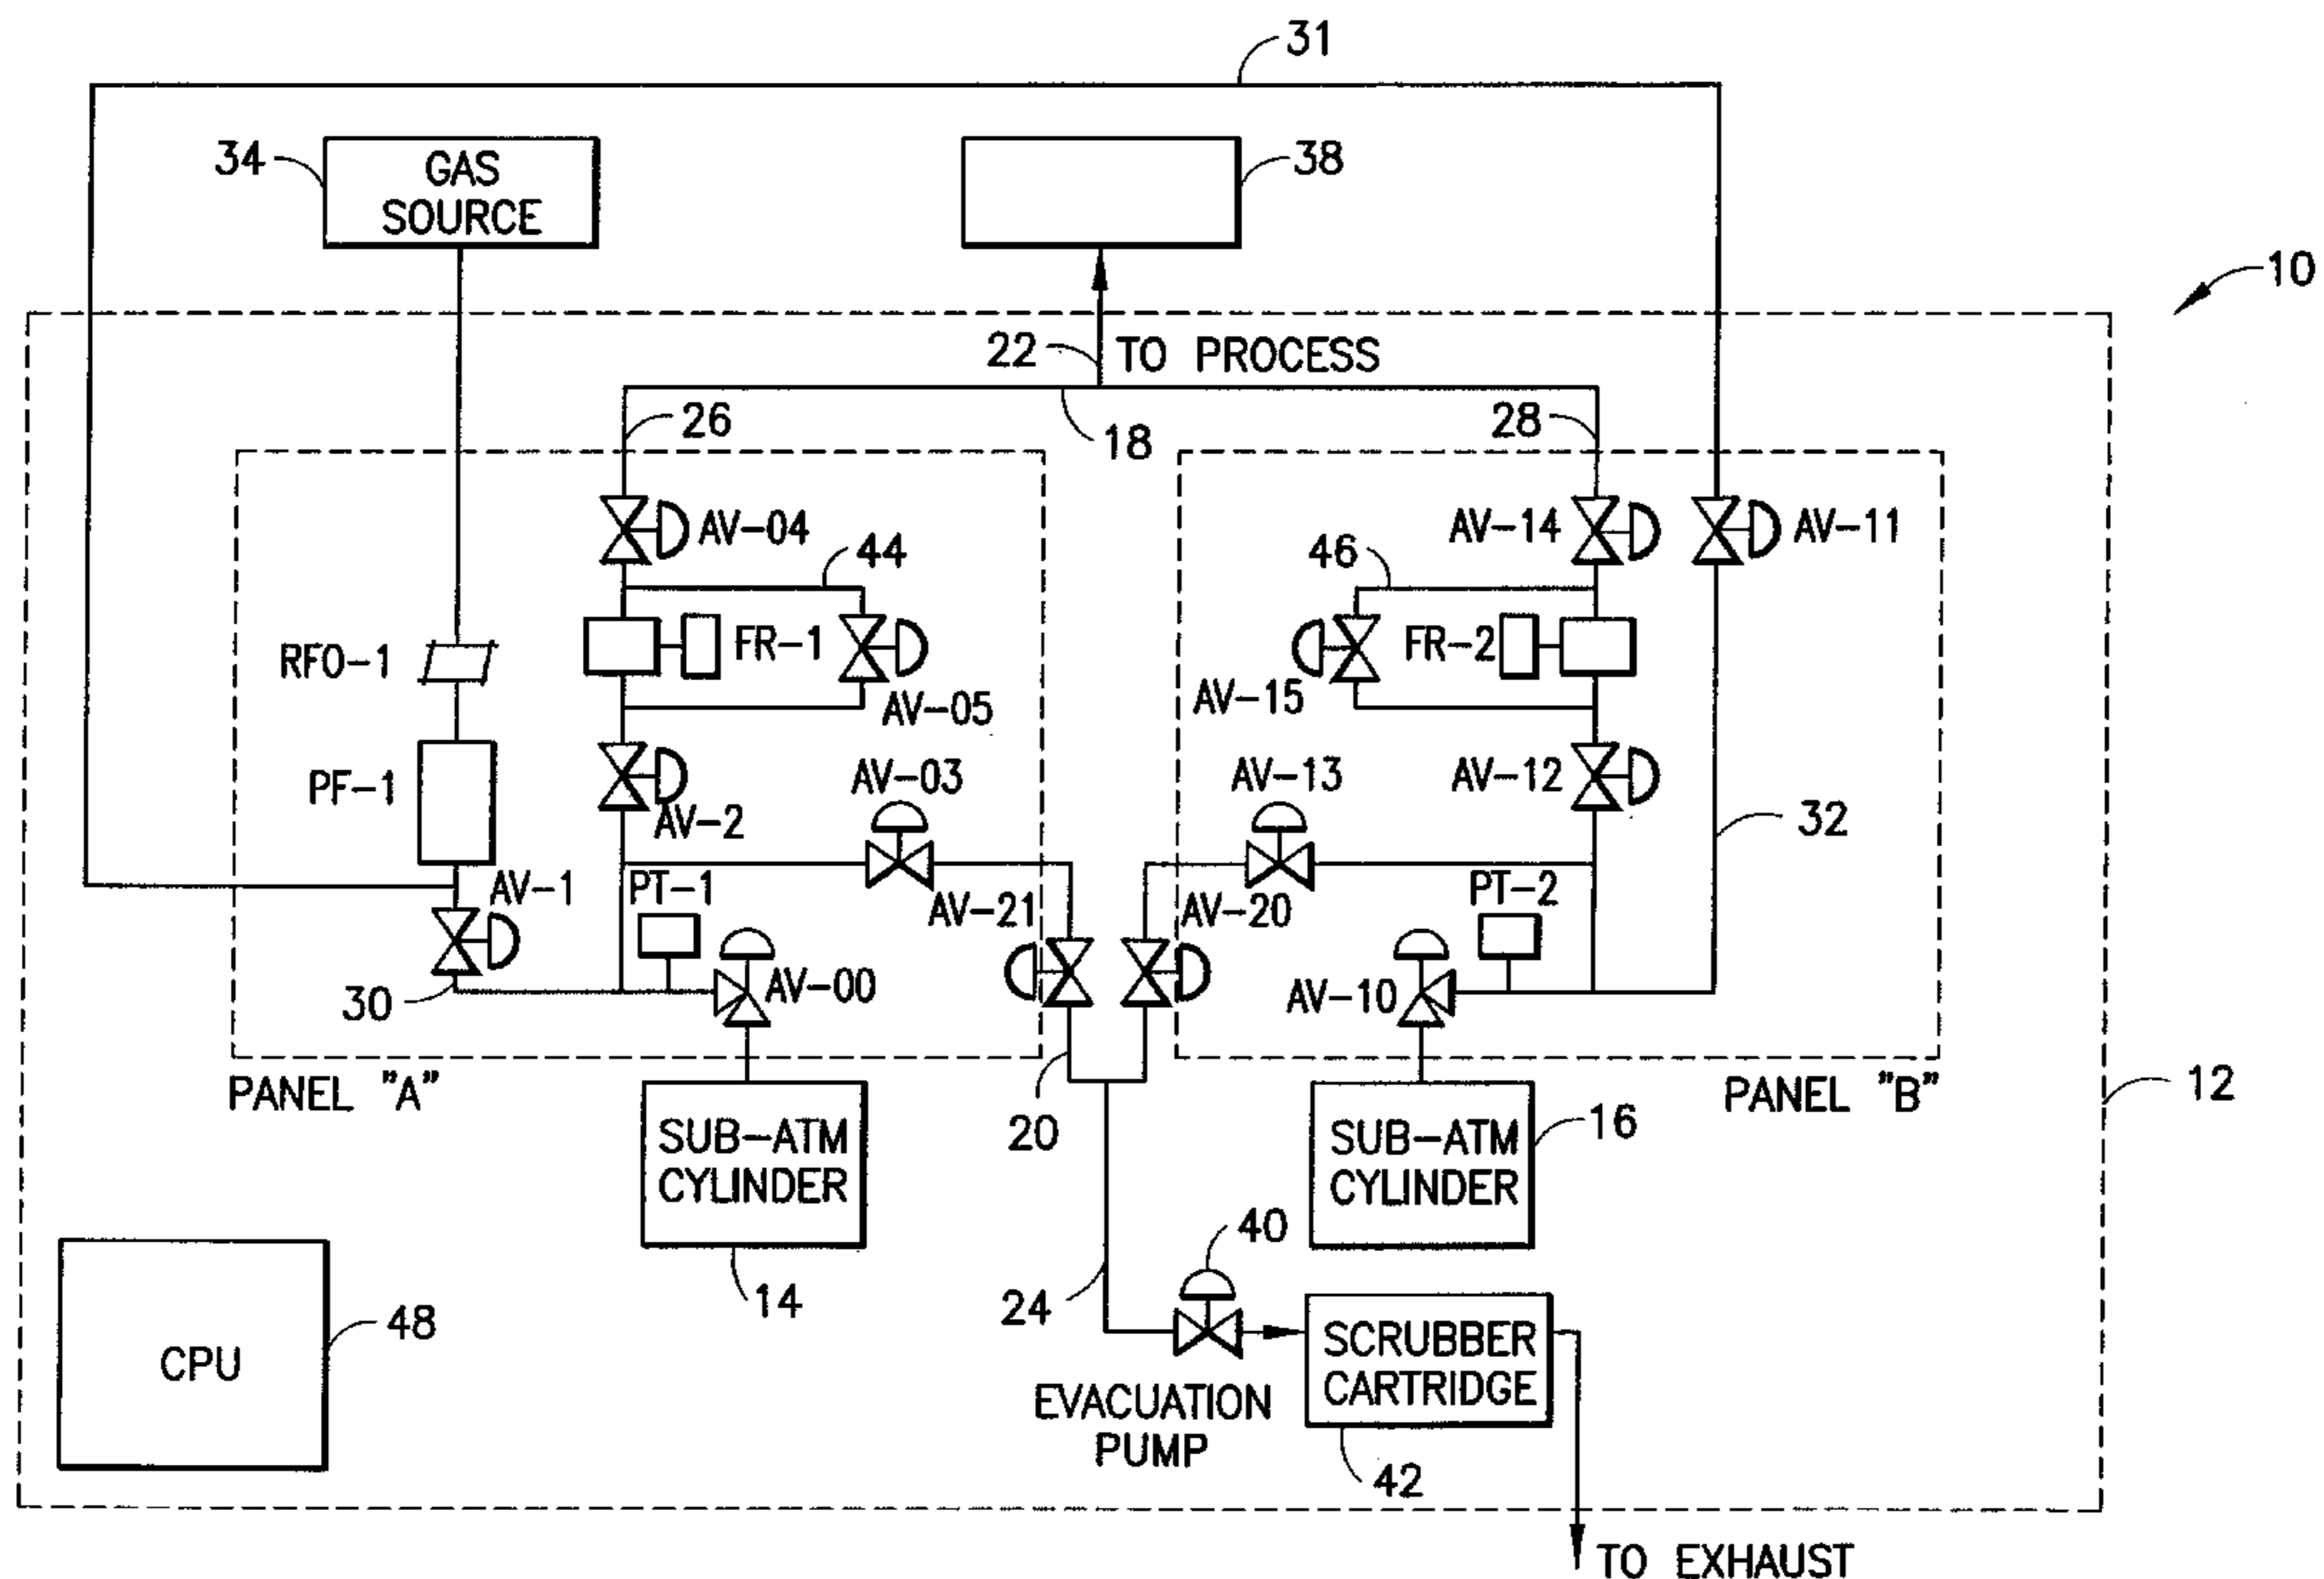 31
34
GAS
SOURCE
38
10
22
TO PROCESS
26
18
28
AV-04
44
AV-14
AV-11
46
RFO-1
FR-1
FR-2
AV-05
AV-15
PF-1
AV-03
AV-13
AV-12
AV-2
32
AV-1
PT-1
PT-2
AV-21
AV-20
30
AV-00
AV-10
PANEL "A"
PANEL "B"
12
20
SUB-ATM
CYLINDER
SUB-ATM
CYLINDER
16
14
24
40
48
CPU
SCRUBBER
CARTRIDGE
EVACUATION
PUMP
42
TO EXHAUST